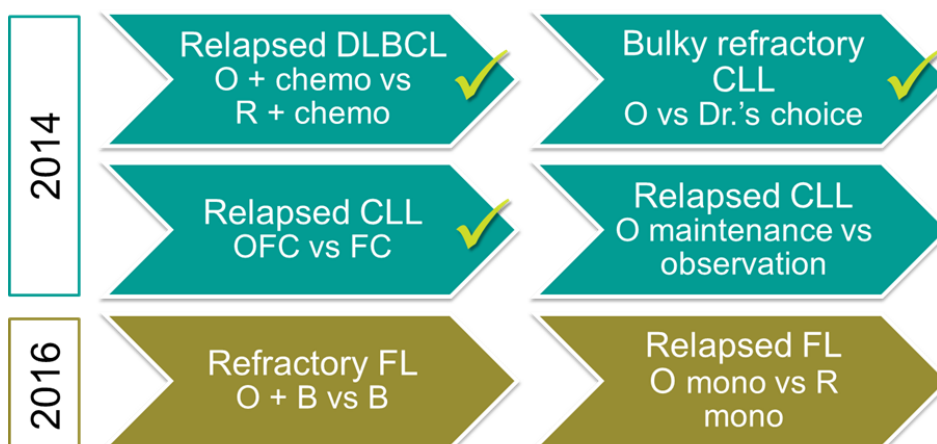 2014
Relapsed DLBCL
O + chemo vs
R + chemo
Bulky refractory
CLL
O vs Dr.'s choice
Relapsed CLL
OFC vs FC
Relapsed CLL
O maintenance vs
observation
2016
Refractory FL
O + B vs B
Relapsed FL
O mono vs R
mono